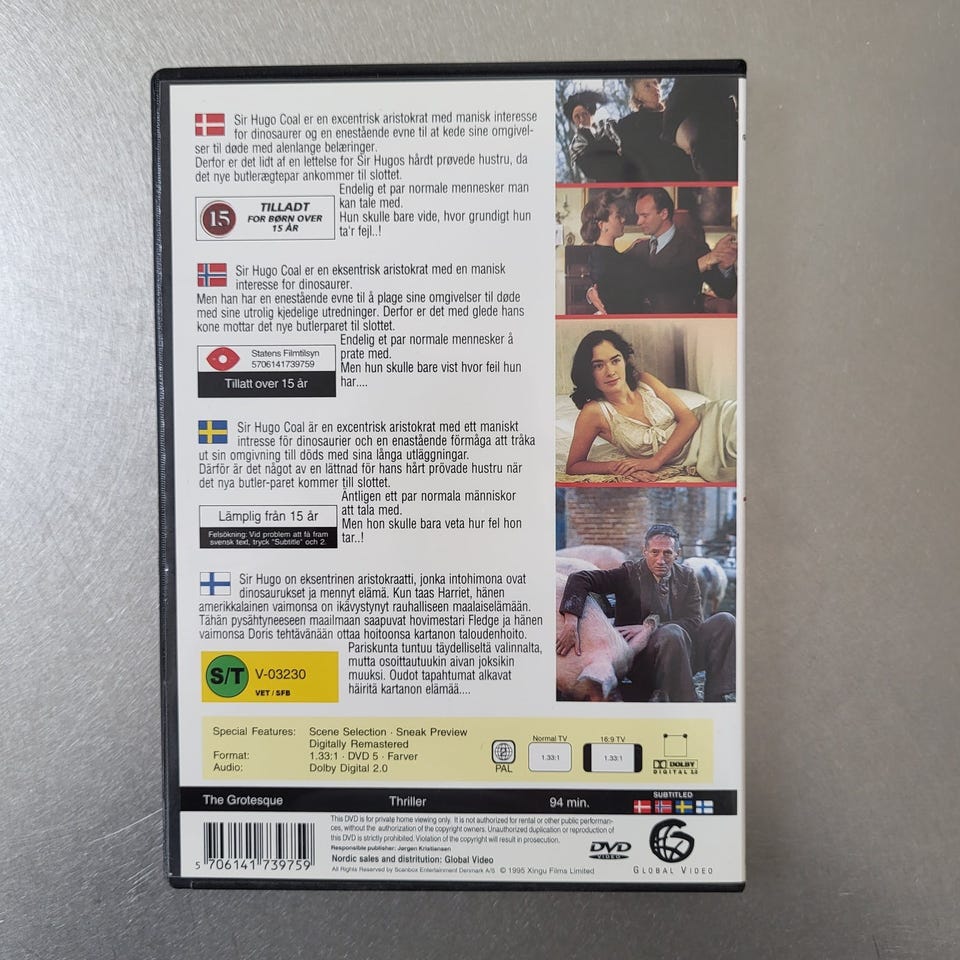 Sir Hugo Coal er en excentrisk aristokrat med manisk interesse
for dinosaurer og en enestående evne til at kede sine omgivel-
ser til døde med alenlange belæringer.
Derfor er det lidt af en lettelse for Sir Hugos hårdt prøvede hustru, da
det nye butlerægtepar ankommer til slottet.
Endelig et par normale mennesker man
kan tale med.
Hun skulle bare vide, hvor grundigt hun
ta'r fejl..!
15
TILLADT
FOR BØRN OVER
15 ÅR
Sir Hugo Coal er en eksentrisk aristokrat med en manisk
interesse for dinosaurer.
Men han har en enestående evne til å plage sine omgivelser til døde
med sine utrolig kjedelige utredninger. Derfor er det med glede hans
kone mottar det nye butlerparet til slottet.
Endelig et par normale mennesker å
prate med.
Men hun skulle bare vist hvor feil hun
har....
Statens Filmtilsyn
5706141739759
Tillatt over 15 år
Sir Hugo Coal är en excentrisk aristokrat med ett maniskt
intresse för dinosaurier och en enastående förmåga att tråka
ut sin omgivning till döds med sina långa utläggningar.
Därför är det något av en lättnad för hans hårt prövade hustru när
det nya butler-paret kommer till slottet.
Äntligen ett par normala människor
att tala med.
Men hon skulle bara veta hur fel hon
tar..!
Lämplig från 15 år
Felsökning: Vid problem att få fram
svensk text, tryck "Subtitle" och 2.
Sir Hugo on eksentrinen aristokraatti, jonka intohimona ovat
dinosaurukset ja mennyt elämä. Kun taas Harriet, hänen
amerikkalainen vaimonsa on ikävystynyt rauhalliseen maalaiselämään.
Tähän pysähtyneeseen maailmaan saapuvat hovimestari Fledge ja hänen
vaimonsa Doris tehtävänään ottaa hoitoonsa kartanon taloudenhoito.
Pariskunta tuntuu täydelliseltä valinnalta,
mutta osoittautuukin aivan joksikin
muuksi. Oudot tapahtumat alkavat
häiritä kartanon elämää....
S/T
V-03230
VET / SFB
Special Features: Scene Selection · Sneak Preview
Digitally Remastered
Format: 1.33:1 · DVD 5 · Farver
Audio: Dolby Digital 2.0
2
PAL
Normal TV
1.33:1
16:9 TV
1.33:1
DOLBY
DIGITAL 2.0
The Grotesque Thriller 94 min.
SUBTITLED
This DVD is for private home viewing only. It is not authorized for rental or other public performan-
ces, without the authorization of the copyright owners. Unauthorized duplication or reproduction of
this DVD is strictly prohibited. Violation of the copyright will result in prosecution.
Responsible publisher: Jørgen Kristiansen
Nordic sales and distribution: Global Video
All Rights Reserved by Scanbox Entertainment Denmark A/S © 1995 Xingu Films Limited
5 706141 739759
DVD
VIDEO
GLOBAL VIDEO